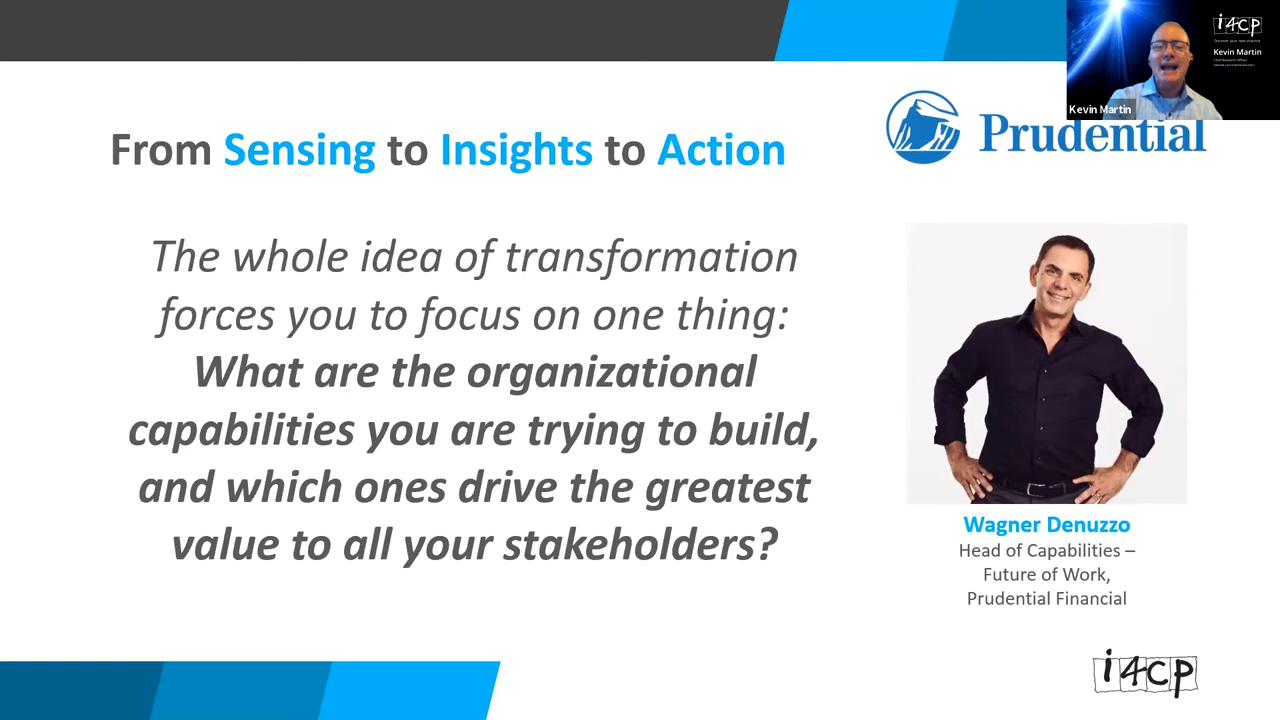 i4cp
Kevin Martin
Kevin Martin
Prudential
From Sensing to Insights to Action
The whole idea of transformation
forces you to focus on one thing:
What are the organizational
capabilities you are trying to build,
and which ones drive the greatest
value to all your stakeholders?
Wagner Denuzzo
Head of Capabilities –
Future of Work,
Prudential Financial
i4cp